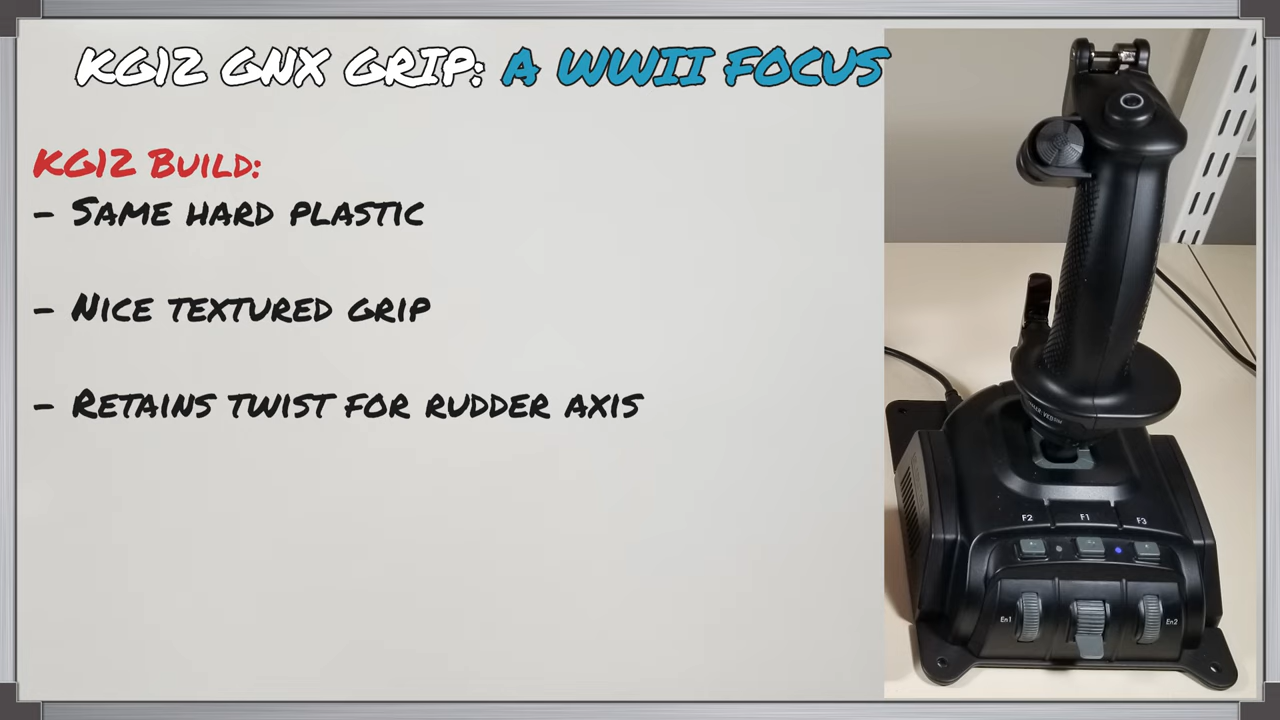 KG12 GNX GRIP: A WWII FOCUS
KG12 BUILD:
- SAME HARD PLASTIC
- NICE TEXTURED GRIP
- RETAINS TWIST FOR RUDDER AXIS
F2 F1 F3
En1 En2